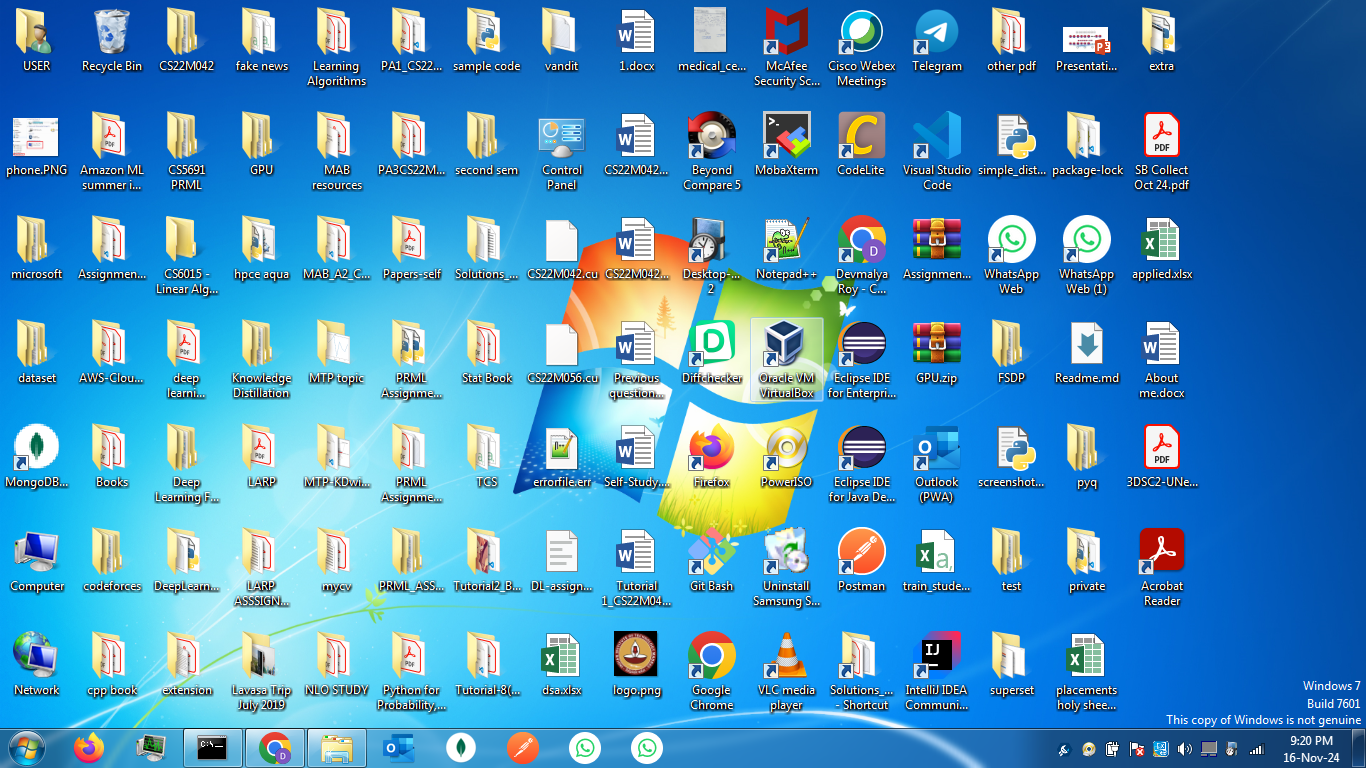 USER
Recycle Bin
CS22M042
fake news
Learning
Algorithms
PA1_CS22...
sample code
vandit
1.docx
medical_ce...
McAfee
Security Sc...
Cisco Webex
Meetings
Telegram
other pdf
Presentati...
extra
phone.PNG
Amazon ML
summer i...
CS5691
PRML
GPU
MAB
resources
PA3CS22M...
second sem
Control
Panel
CS22M042...
Beyond
Compare 5
MobaXterm
CodeLite
Visual Studio
Code
simple_dist...
package-lock
SB Collect
Oct 24.pdf
microsoft
Assignmen...
CS6015 -
Linear Alg...
hpce aqua
MAB_A2_C...
Papers-self
Solutions_...
CS22M042.cu
CS22M042...
Desktop-...
2
Notepad++
Devmalya
Roy - C...
Assignmen...
WhatsApp
Web
WhatsApp
Web (1)
applied.xlsx
dataset
AWS-Clou...
deep
learni...
Knowledge
Distillation
MTP topic
PRML
Assignme...
Stat Book
CS22M056.cu
Previous
question...
Diffchecker
Oracle VM
VirtualBox
Eclipse IDE
for Enterpri...
GPU.zip
FSDP
Readme.md
About
me.docx
MongoDB...
Books
Deep
Learning F...
LARP
MTP-KDwi...
PRML
Assignme...
TCS
errorfile.err
Self-Study....
Firefox
PowerISO
Eclipse IDE
for Java De...
Outlook
(PWA)
screenshot...
pyq
3DSC2-UNe...
Computer
codeforces
DeepLearn...
LARP
ASSSIGN...
mycv
PRML_ASS...
Tutorial2_B...
DL-assign...
Tutorial
1_CS22M04...
Git Bash
Uninstall
Samsung S...
Postman
train_stude...
test
private
Acrobat
Reader
Network
cpp book
extension
Lavasa Trip
July 2019
NLO STUDY
Python for
Probability,...
Tutorial-8(...
dsa.xlsx
logo.png
Google
Chrome
VLC media
player
Solutions_...
- Shortcut
IntelliJ IDEA
Communi...
superset
placements
holy shee...
Windows 7
Build 7601
This copy of Windows is not genuine
9:20 PM
16-Nov-24